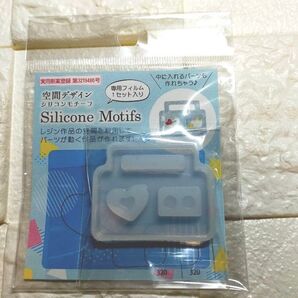 実用新案登録 第3219486号
空間デザイン
シリコンモチーフ
専用フィルム
1セット入り
中に入れるパーツも
作れちゃう♪
Silicone Motifs
レジン作品の空間を利用して
パーツが動く作品が作れます。
320
320